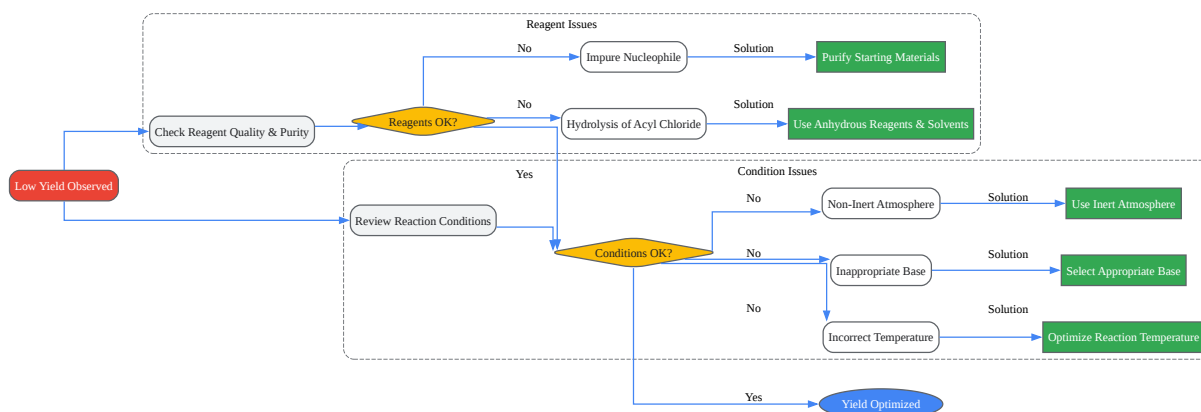 Reagent Issues
No
Impure Nucleophile
Solution
Purify Starting Materials
Check Reagent Quality & Purity
Reagents OK?
No
Hydrolysis of Acyl Chloride
Solution
Use Anhydrous Reagents & Solvents
Low Yield Observed
Yes
Condition Issues
Review Reaction Conditions
Conditions OK?
No
Non-Inert Atmosphere
Solution
Use Inert Atmosphere
No
Inappropriate Base
Solution
Select Appropriate Base
No
Incorrect Temperature
Solution
Optimize Reaction Temperature
Yes
Yield Optimized